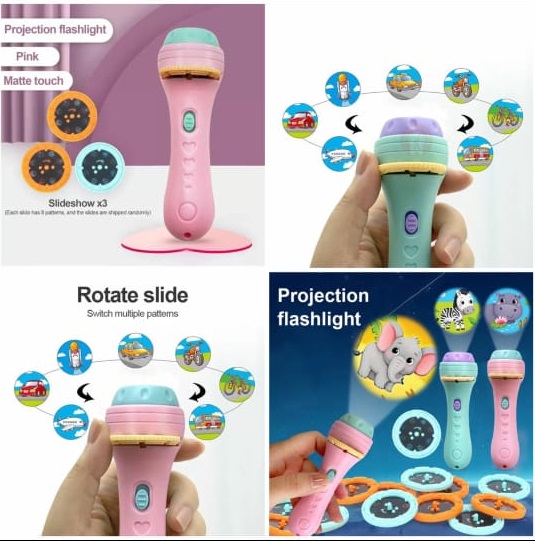 Projection flashlight
Pink
Matte touch
Slideshow x3
(Each slide has 8 patterns, and the slides are shipped randomly)
Rotate slide
Switch multiple patterns
Projection
flashlight